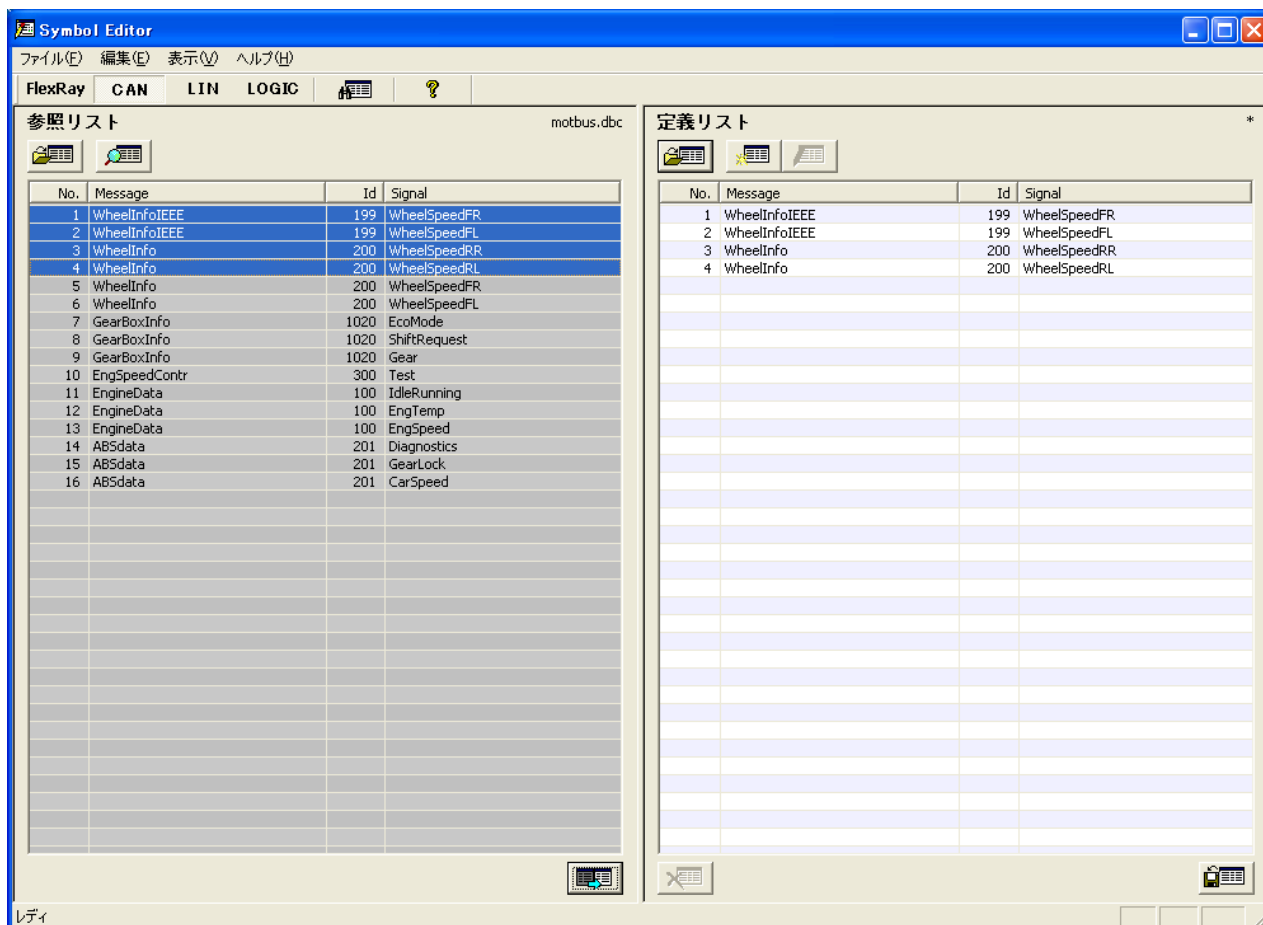 Symbol Editor
ファイル(F) 編集(E) 表示(V) ヘルプ(H)
FlexRay CAN LIN LOGIC ?
参照リスト motbus.dbc
No. Message Id Signal
1 WheelInfoIEEE 199 WheelSpeedFR
2 WheelInfoIEEE 199 WheelSpeedFL
3 WheelInfo 200 WheelSpeedRR
4 WheelInfo 200 WheelSpeedRL
5 WheelInfo 200 WheelSpeedFR
6 WheelInfo 200 WheelSpeedFL
7 GearBoxInfo 1020 EcoMode
8 GearBoxInfo 1020 ShiftRequest
9 GearBoxInfo 1020 Gear
10 EngSpeedContr 300 Test
11 EngineData 100 IdleRunning
12 EngineData 100 EngTemp
13 EngineData 100 EngSpeed
14 ABSdata 201 Diagnostics
15 ABSdata 201 GearLock
16 ABSdata 201 CarSpeed
定義リスト *
No. Message Id Signal
1 WheelInfoIEEE 199 WheelSpeedFR
2 WheelInfoIEEE 199 WheelSpeedFL
3 WheelInfo 200 WheelSpeedRR
4 WheelInfo 200 WheelSpeedRL
レディ